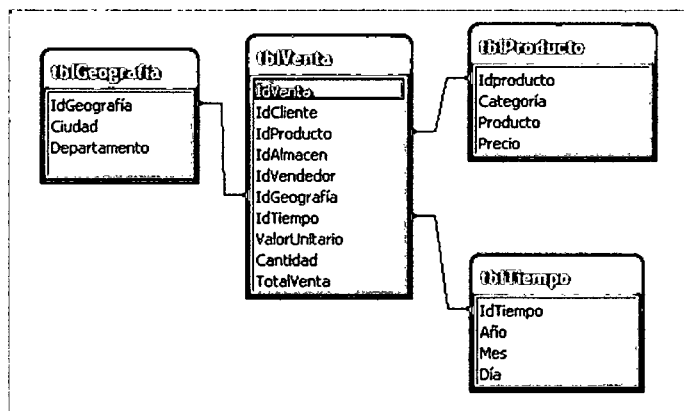 tblGeografía
IdGeografía
Ciudad
Departamento
tblVenta
IdVenta
IdCliente
IdProducto
IdAlmacen
IdVendedor
IdGeografía
IdTiempo
ValorUnitario
Cantidad
TotalVenta
tblProducto
Idproducto
Categoría
Producto
Precio
tblTiempo
IdTiempo
Año
Mes
Día